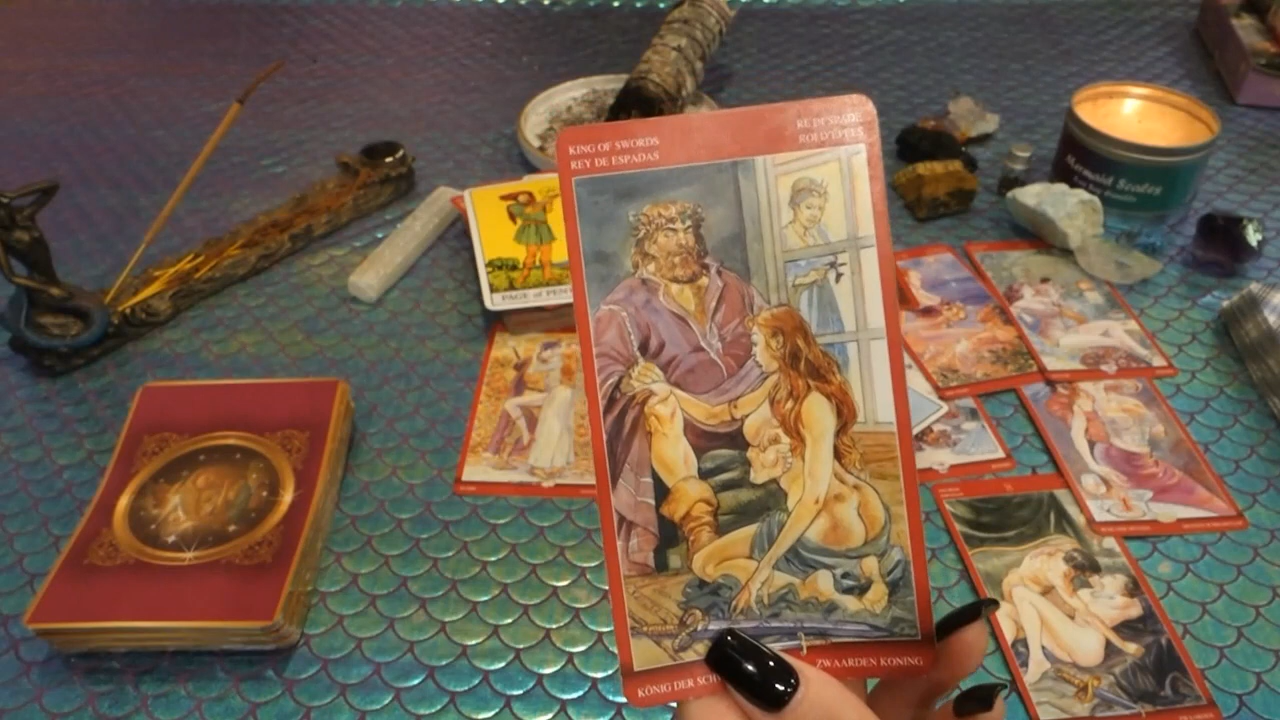 KING OF SWORDS
REY DE ESPADAS
RE DI SPADE
ROI D'ÉPÉES
PAGE of PEN
Mermaid Scales
KÖNIG DER SCH
ZWAARDEN KONING